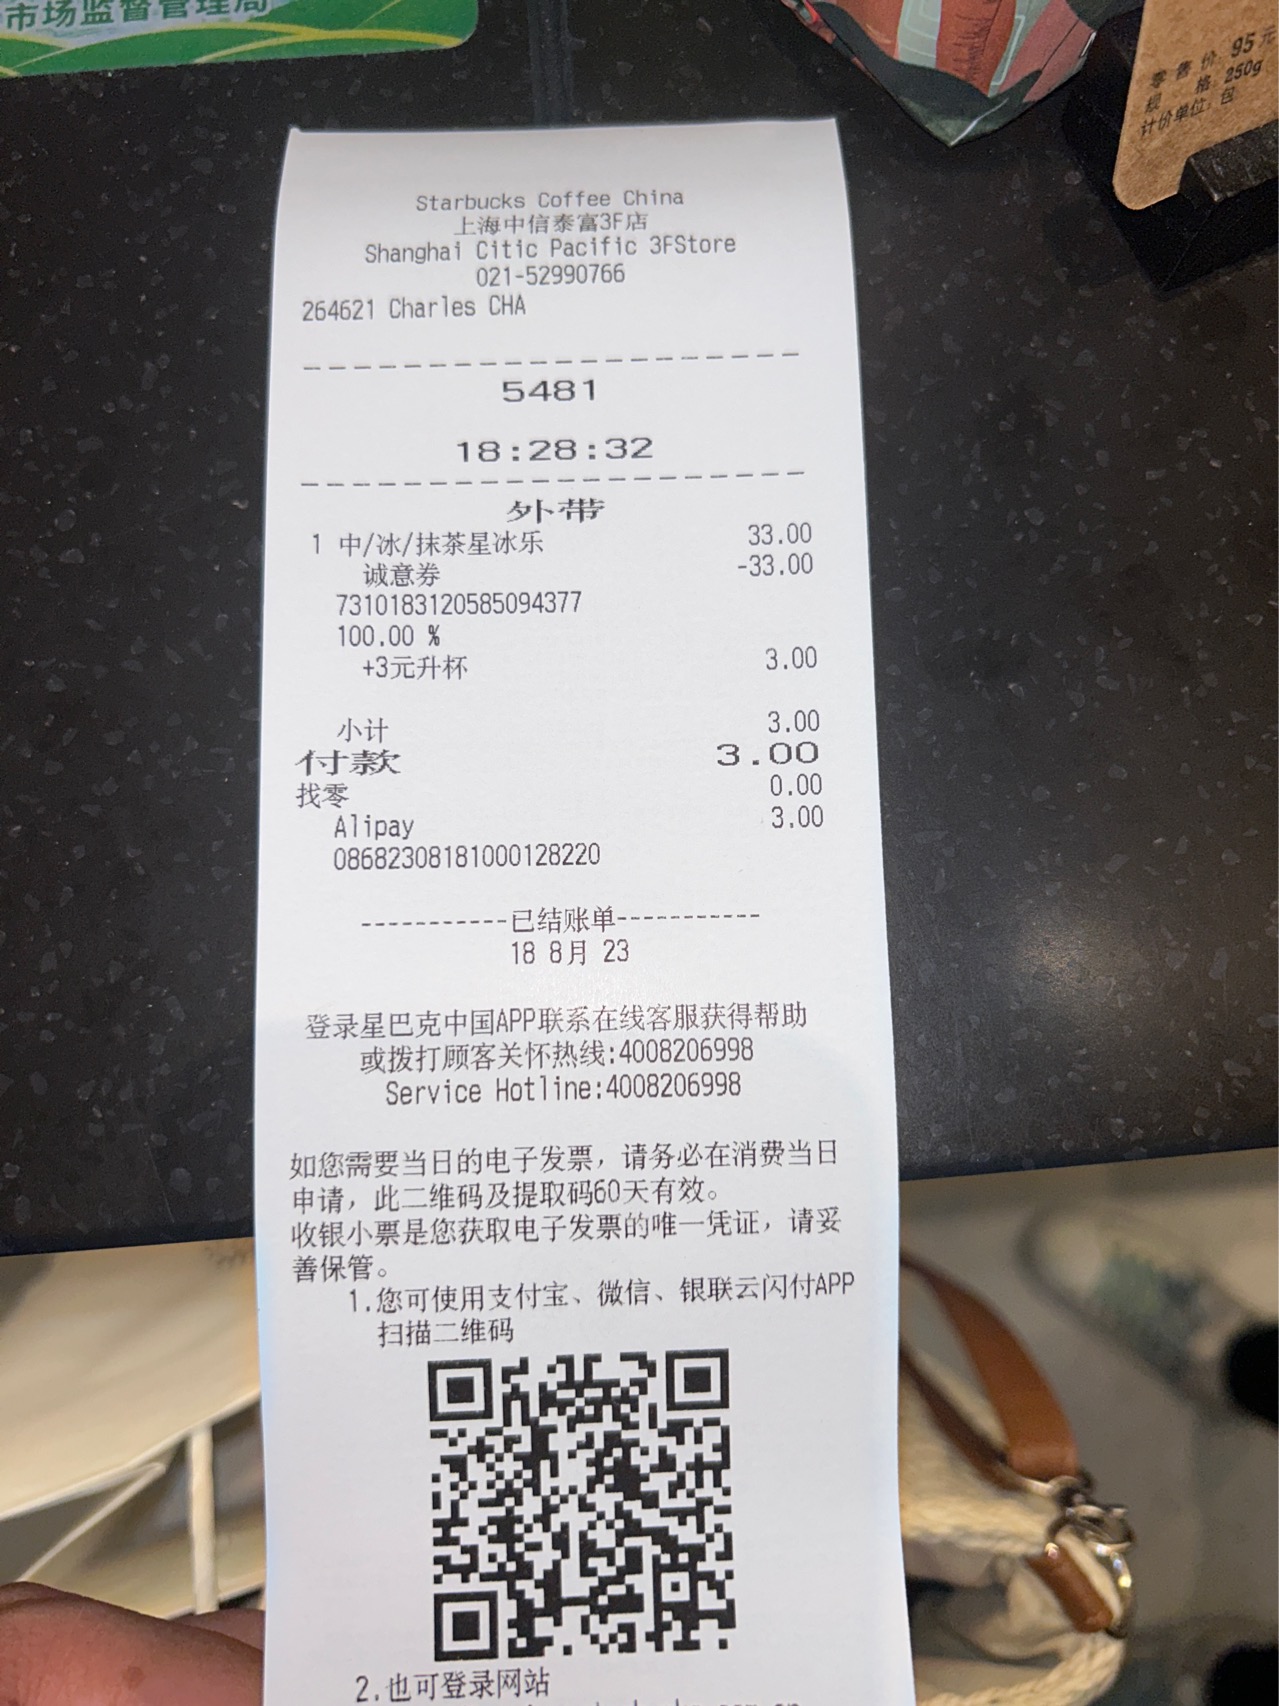 市场监督管理局
零售价 95元
规 格 250g
计价单位:包
Starbucks Coffee China
上海中信泰富3F店
Shanghai Citic Pacific 3FStore
021-52990766
264621 Charles CHA
--------------------
5481
18:28:32
--------------------
外带
1 中/冰/抹茶星冰乐 33.00
诚意券 -33.00
7310183120585094377
100.00 %
+3元升杯 3.00
小计 3.00
付款 3.00
找零 0.00
Alipay 3.00
08682308181000128220
-----------已结账单-----------
18 8月 23
登录星巴克中国APP联系在线客服获得帮助
或拨打顾客关怀热线:4008206998
Service Hotline:4008206998
如您需要当日的电子发票，请务必在消费当日
申请，此二维码及提取码60天有效。
收银小票是您获取电子发票的唯一凭证，请妥
善保管。
1.您可使用支付宝、微信、银联云闪付APP
扫描二维码
2.也可登录网站